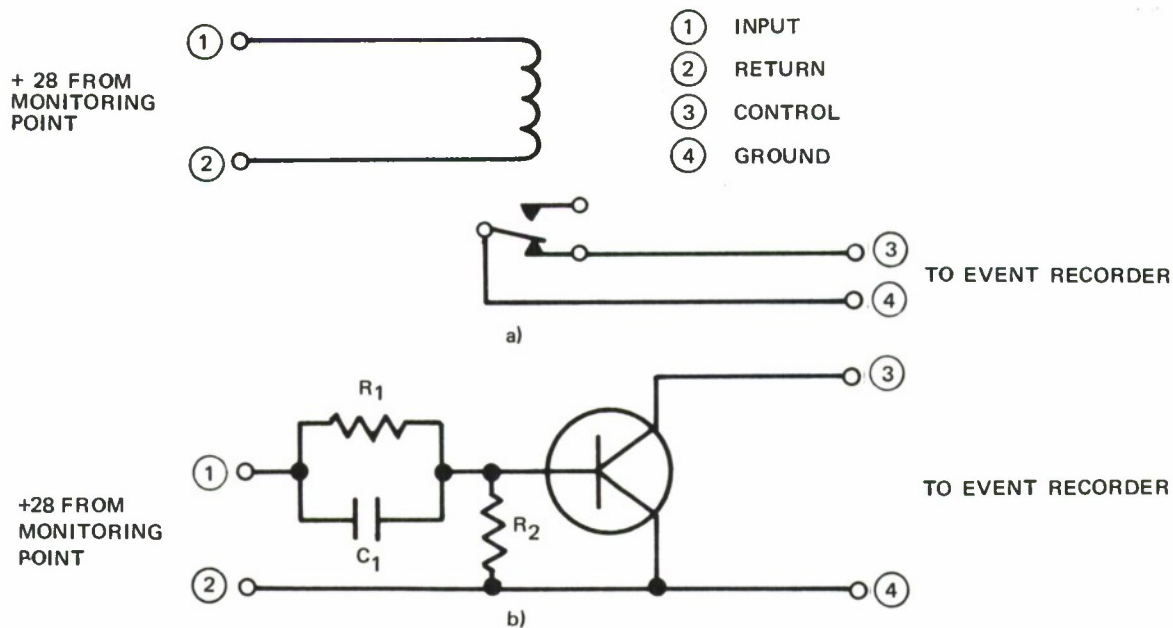 1
+ 28 FROM
MONITORING
POINT
2
1 INPUT
2 RETURN
3 CONTROL
4 GROUND
3
TO EVENT RECORDER
4
a)
3
R1
1
+28 FROM
MONITORING
POINT
C1
R2
TO EVENT RECORDER
2
4
b)